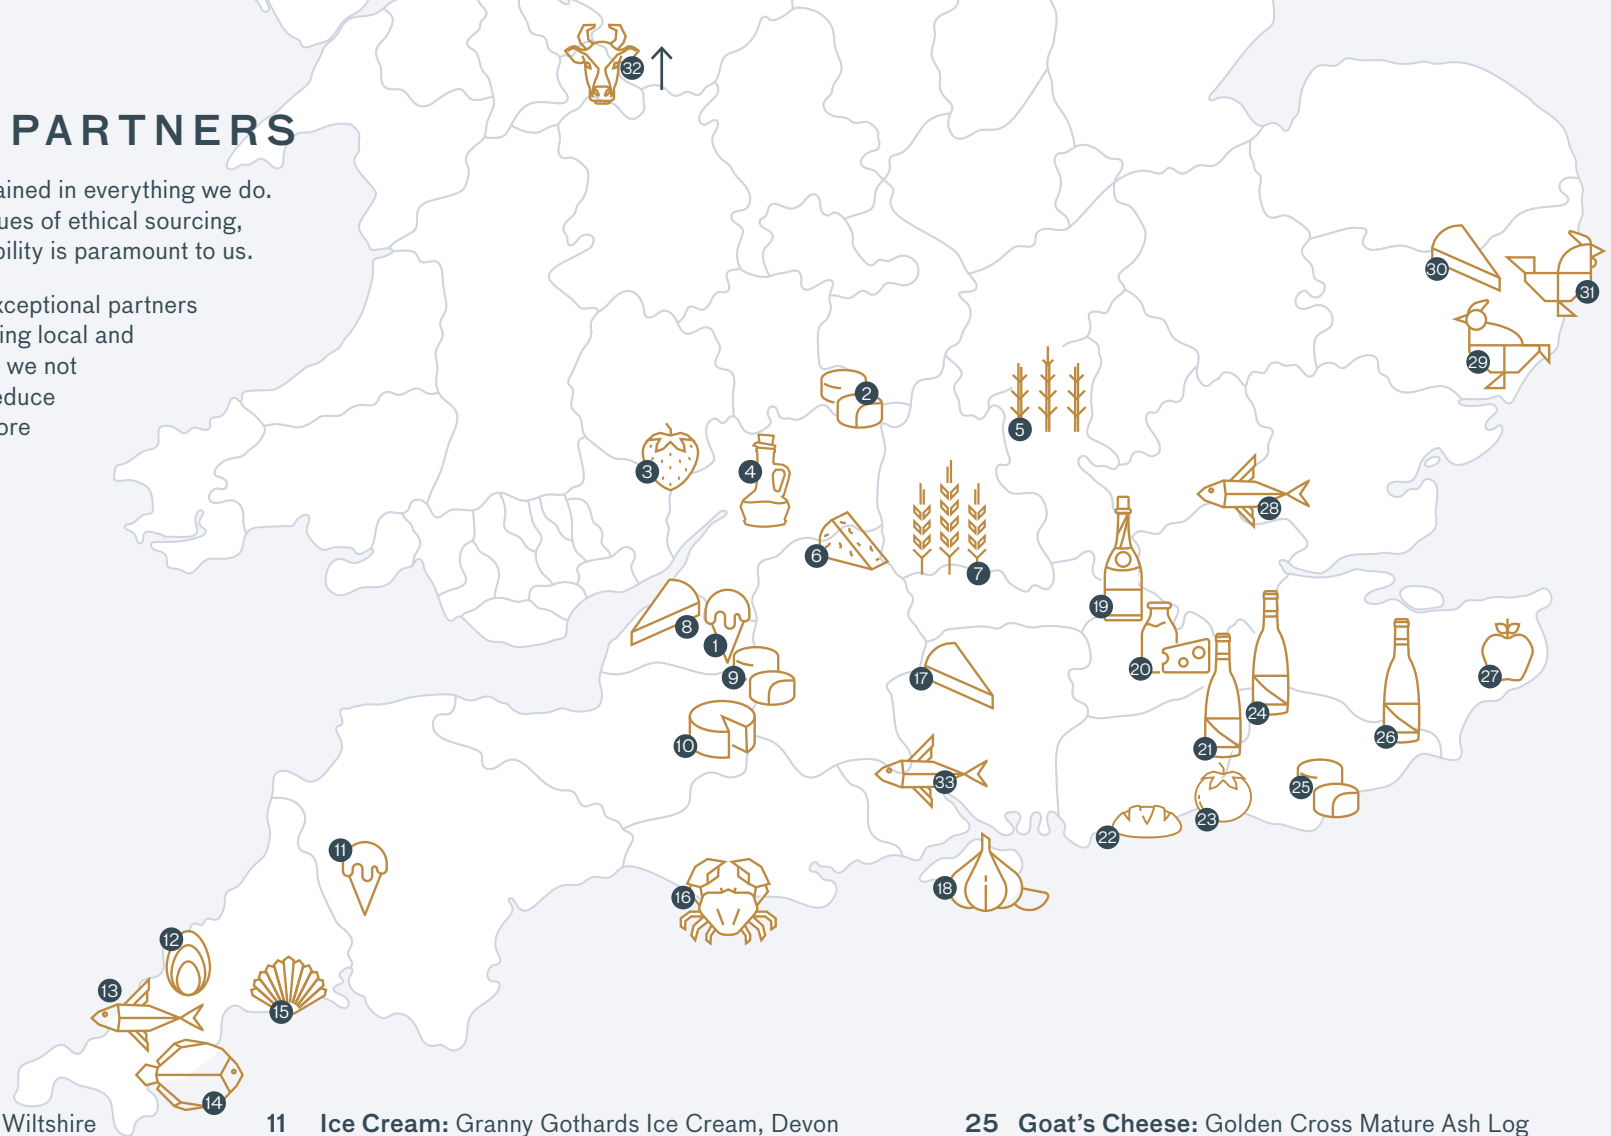 PARTNERS
ained in everything we do.
ues of ethical sourcing,
bility is paramount to us.
xceptional partners
ing local and
we not
educe
ore
32
30
31
29
2
5
3
4
28
6
7
19
8
1
20
9
17
27
24
10
21
26
33
25
23
22
11
18
16
12
13
15
14
Wiltshire
11 Ice Cream: Granny Gothards Ice Cream, Devon
25 Goat's Cheese: Golden Cross Mature Ash Log